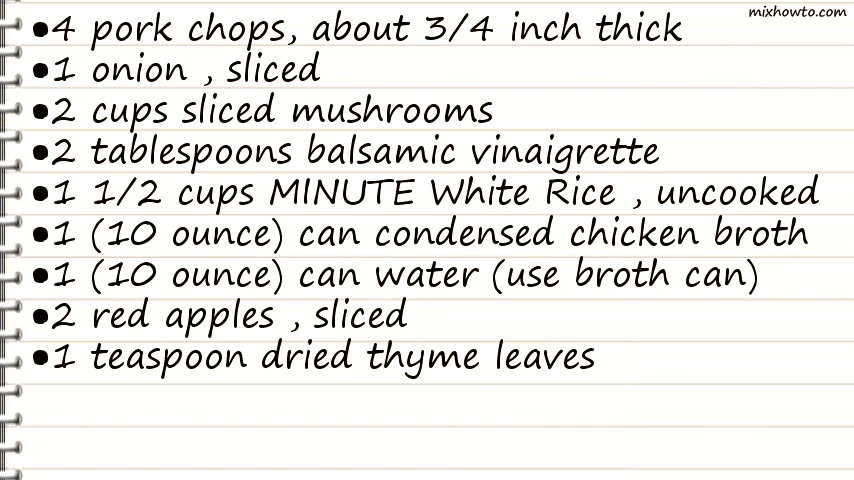 mixhowto.com
•4 pork chops, about 3/4 inch thick
•1 onion , sliced
•2 cups sliced mushrooms
•2 tablespoons balsamic vinaigrette
•1 1/2 cups MINUTE White Rice , uncooked
•1 (10 ounce) can condensed chicken broth
•1 (10 ounce) can water (use broth can)
•2 red apples , sliced
•1 teaspoon dried thyme leaves